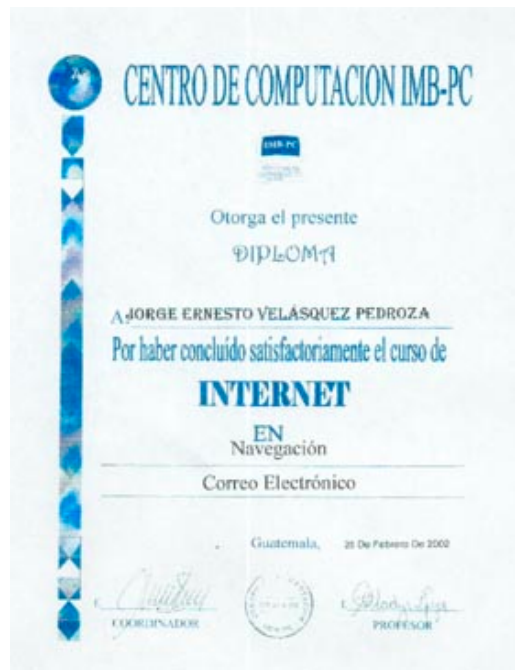 CENTRO DE COMPUTACION IMB-PC
IMB-PC
Otorga el presente
DIPLOMA
A: JORGE ERNESTO VELÁSQUEZ PEDROZA
Por haber concluído satisfactoriamente el curso de
INTERNET
EN
Navegación
Correo Electrónico
Guatemala, 25 De Febrero De 2002
COORDINADOR
PROFESOR